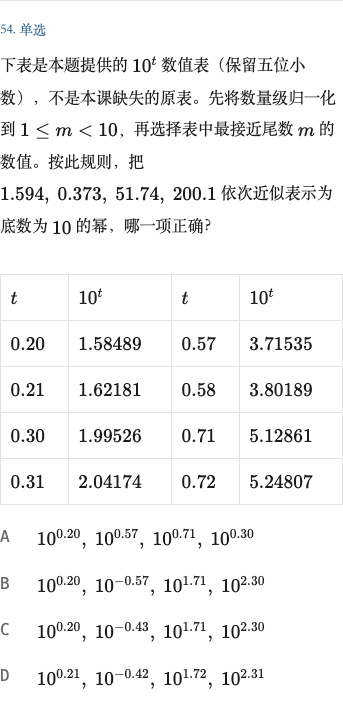 54. 单选
下表是本题提供的 10^t 数值表（保留五位小
数），不是本课缺失的原表。先将数量级归一化
到 1 ≤ m < 10，再选择表中最接近尾数 m 的
数值。按此规则，把
1.594, 0.373, 51.74, 200.1 依次近似表示为
底数为 10 的幂，哪一项正确？
t 10^t t 10^t
0.20 1.58489 0.57 3.71535
0.21 1.62181 0.58 3.80189
0.30 1.99526 0.71 5.12861
0.31 2.04174 0.72 5.24807
A 10^{0.20}, 10^{0.57}, 10^{0.71}, 10^{0.30}
B 10^{0.20}, 10^{−0.57}, 10^{1.71}, 10^{2.30}
C 10^{0.20}, 10^{−0.43}, 10^{1.71}, 10^{2.30}
D 10^{0.21}, 10^{−0.42}, 10^{1.72}, 10^{2.31}